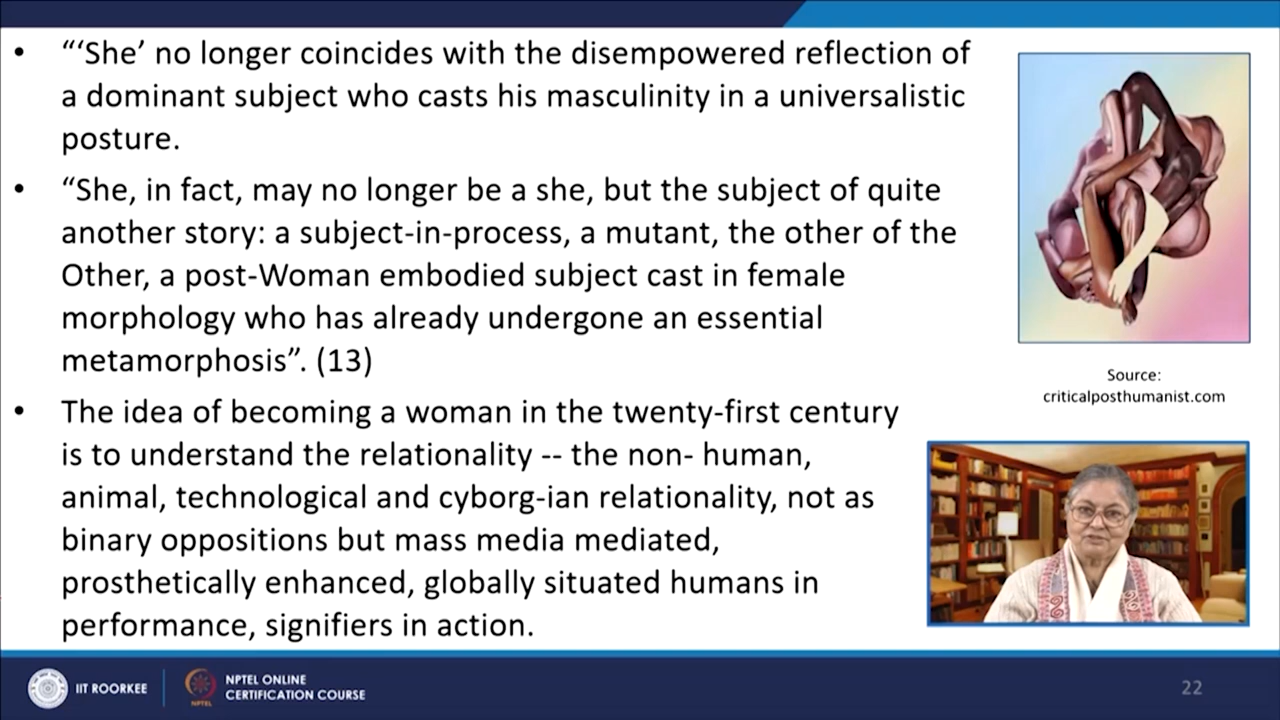 • “‘She’ no longer coincides with the disempowered reflection of
a dominant subject who casts his masculinity in a universalistic
posture.
• “She, in fact, may no longer be a she, but the subject of quite
another story: a subject-in-process, a mutant, the other of the
Other, a post-Woman embodied subject cast in female
morphology who has already undergone an essential
metamorphosis”. (13)
• The idea of becoming a woman in the twenty-first century
is to understand the relationality -- the non- human,
animal, technological and cyborg-ian relationality, not as
binary oppositions but mass media mediated,
prosthetically enhanced, globally situated humans in
performance, signifiers in action.
Source:
criticalposthumanist.com
IIT ROORKEE
NPTEL
NPTEL ONLINE
CERTIFICATION COURSE
22